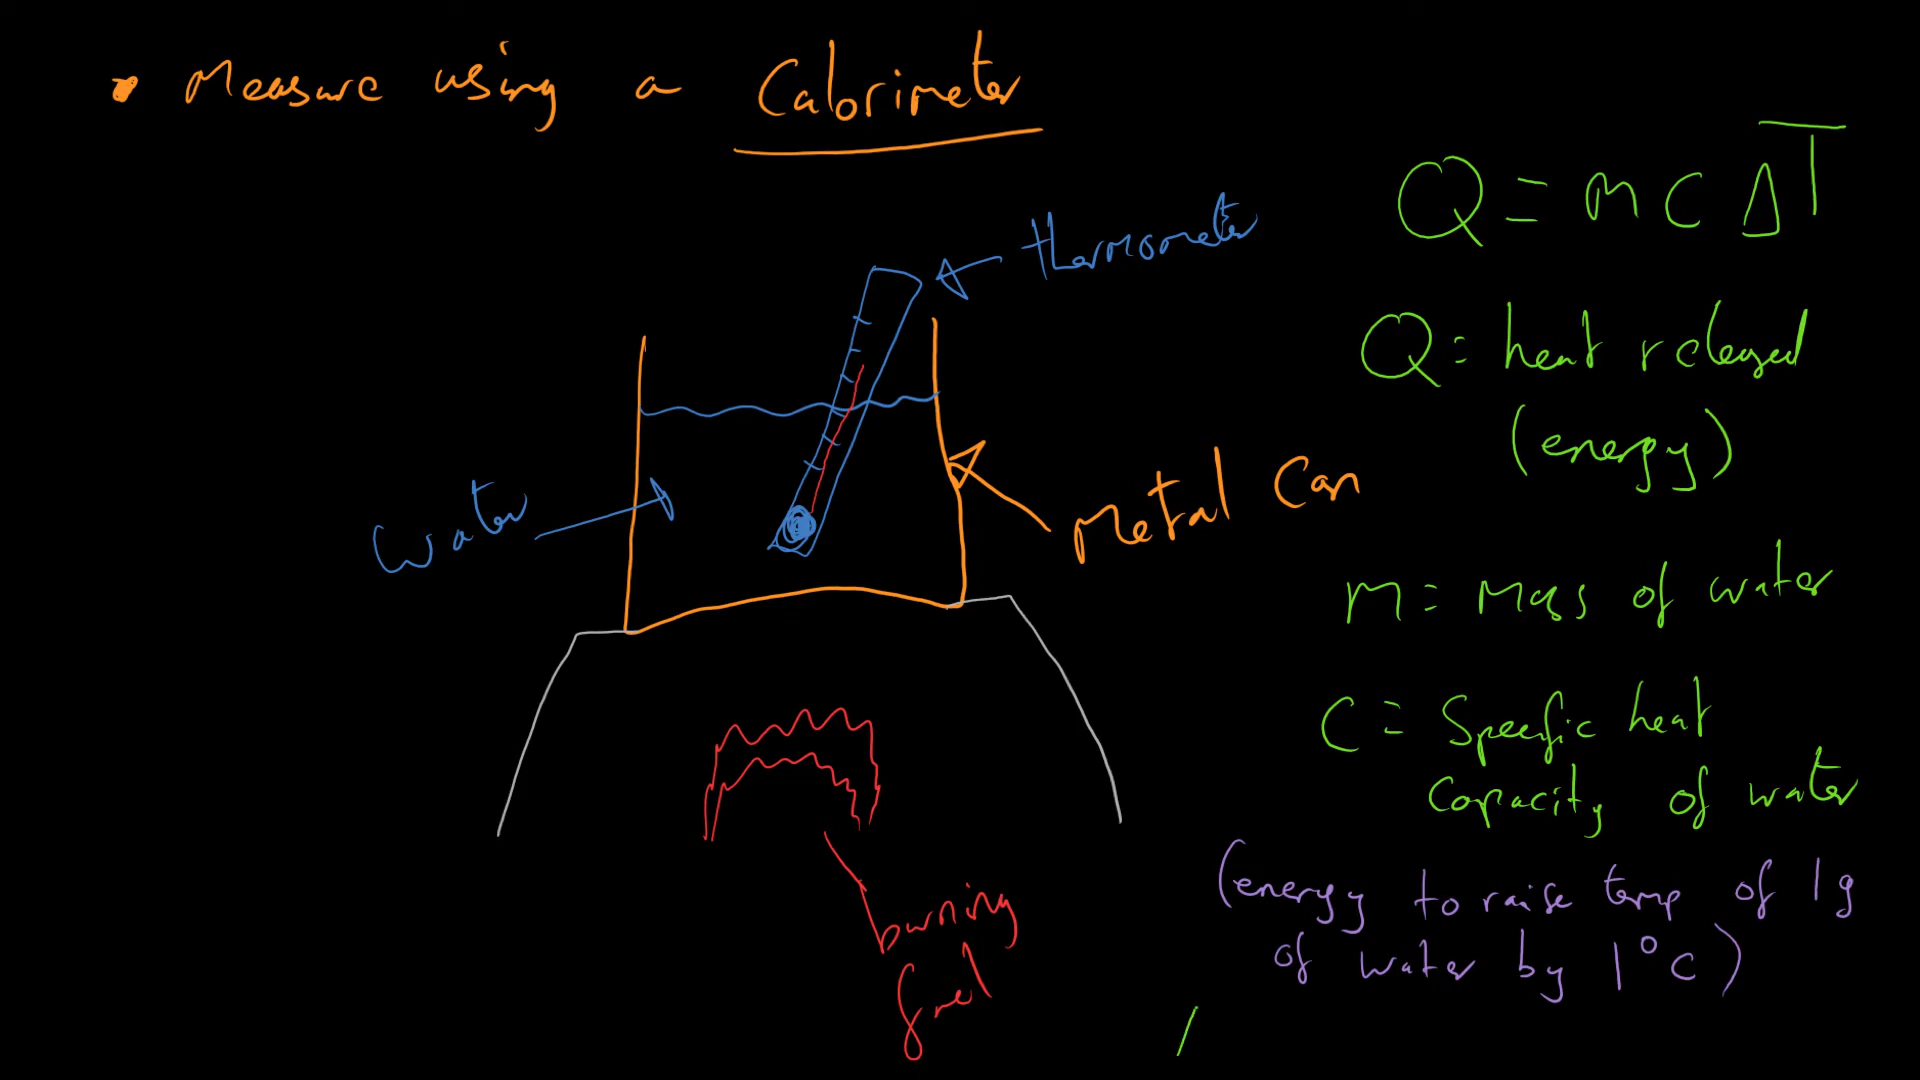 • Measure using a Calorimeter
thermometer
water
Metal Can
burning
fuel
Q = m c ΔT
Q = heat released
(energy)
m = Mass of water
C = Specific heat
Capacity of water
(energy to raise temp of 1g
of water by 1°C)